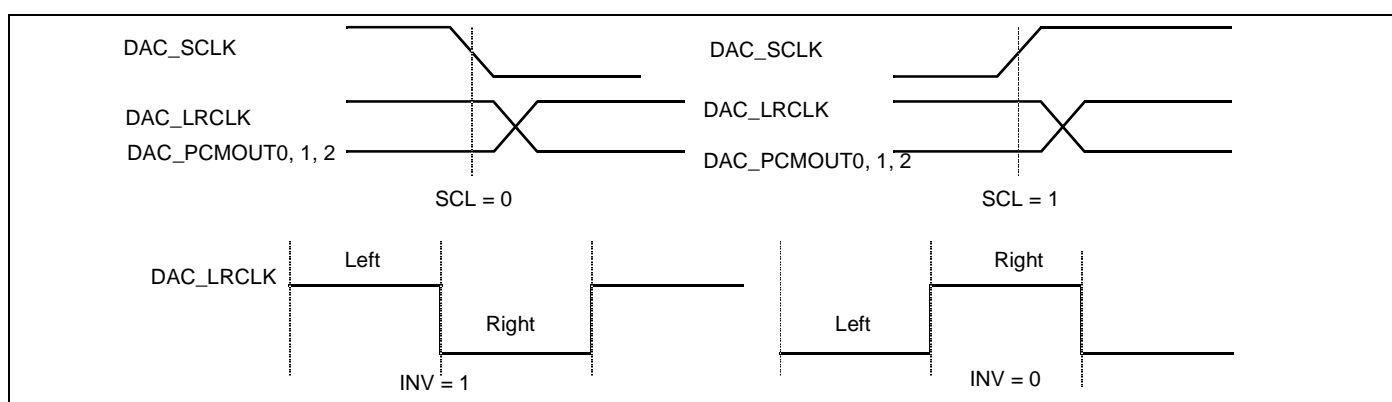 DAC_SCLK
DAC_LRCLK
DAC_PCMOUT0, 1, 2
SCL = 0
DAC_SCLK
DAC_LRCLK
DAC_PCMOUT0, 1, 2
SCL = 1
DAC_LRCLK
Left
Right
INV = 1
Left
Right
INV = 0